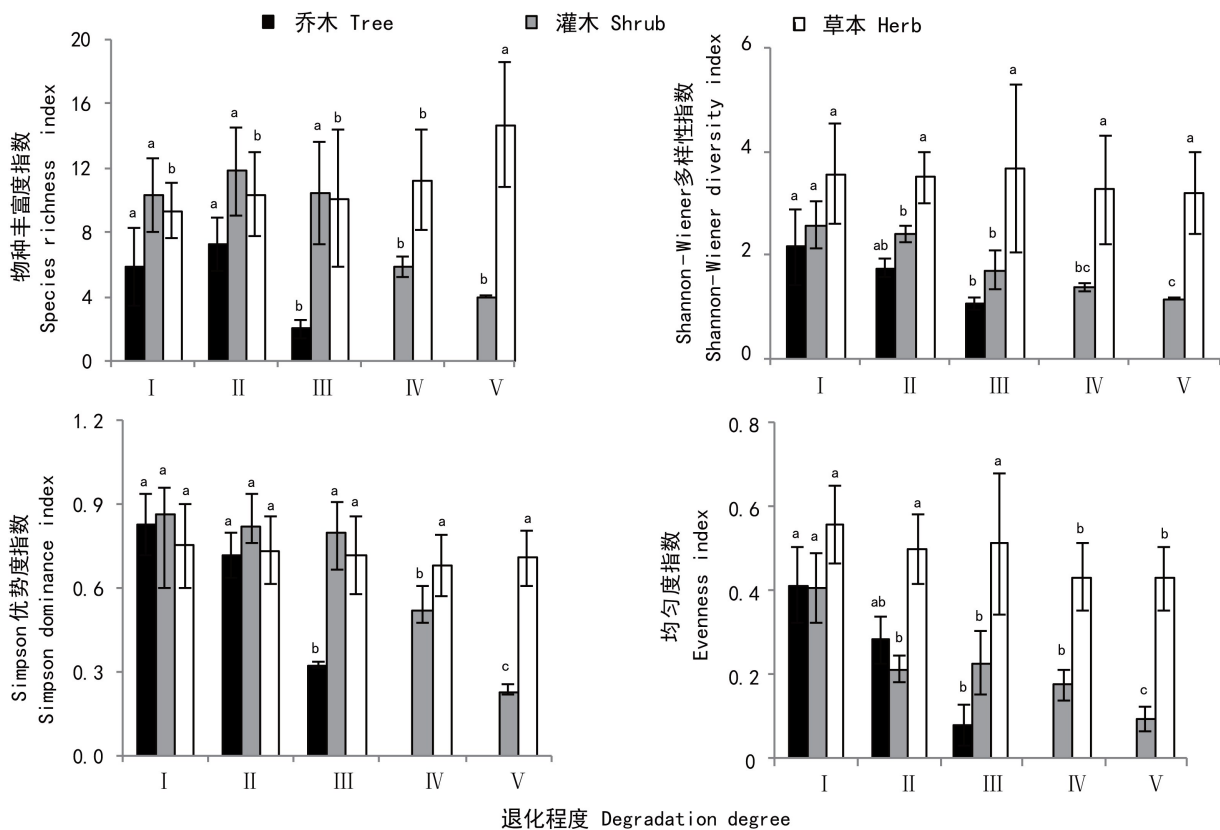 乔木 Tree 灌木 Shrub 草本 Herb
物种丰富度指数
Species richness index
20
16
12
8
4
0
a a b
a a b
b a b
b b
b a
I II III IV V
Shannon-Wiener多样性指数
Shannon-Wiener diversity index
6
4
2
0
a a a
ab b a
b b a
bc a
c a
I II III IV V
Simpson优势度指数
Simpson dominance index
1.2
0.9
0.6
0.3
0.0
a a a
a a a
b a a
b a
c a
I II III IV V
均匀度指数
Evenness index
0.8
0.6
0.4
0.2
0
a a a
ab b a
b b a
b b
c b
I II III IV V
退化程度 Degradation degree